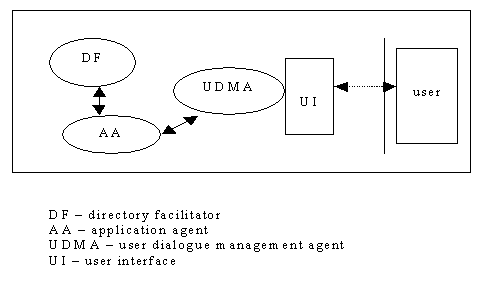 DF
UDMA
UI
user
AA
DF – directory facilitator
AA – application agent
UDMA – user dialogue management agent
UI – user interface